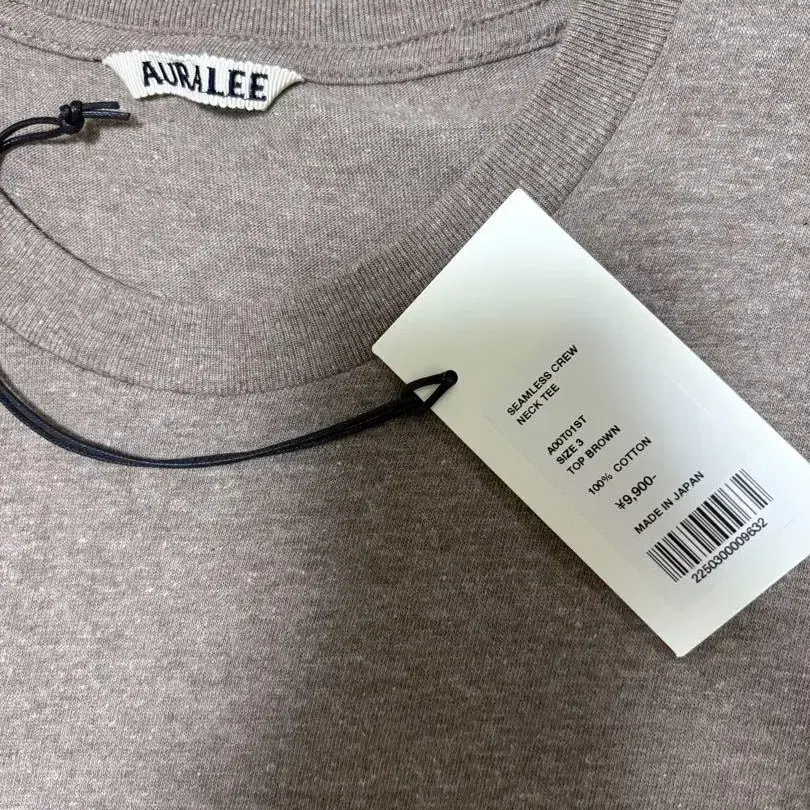 AURALEE
SEAMLESS CREW
NECK TEE
A00T01ST
SIZE 3
TOP BROWN
100% COTTON
¥9,900-
MADE IN JAPAN
2250300009632